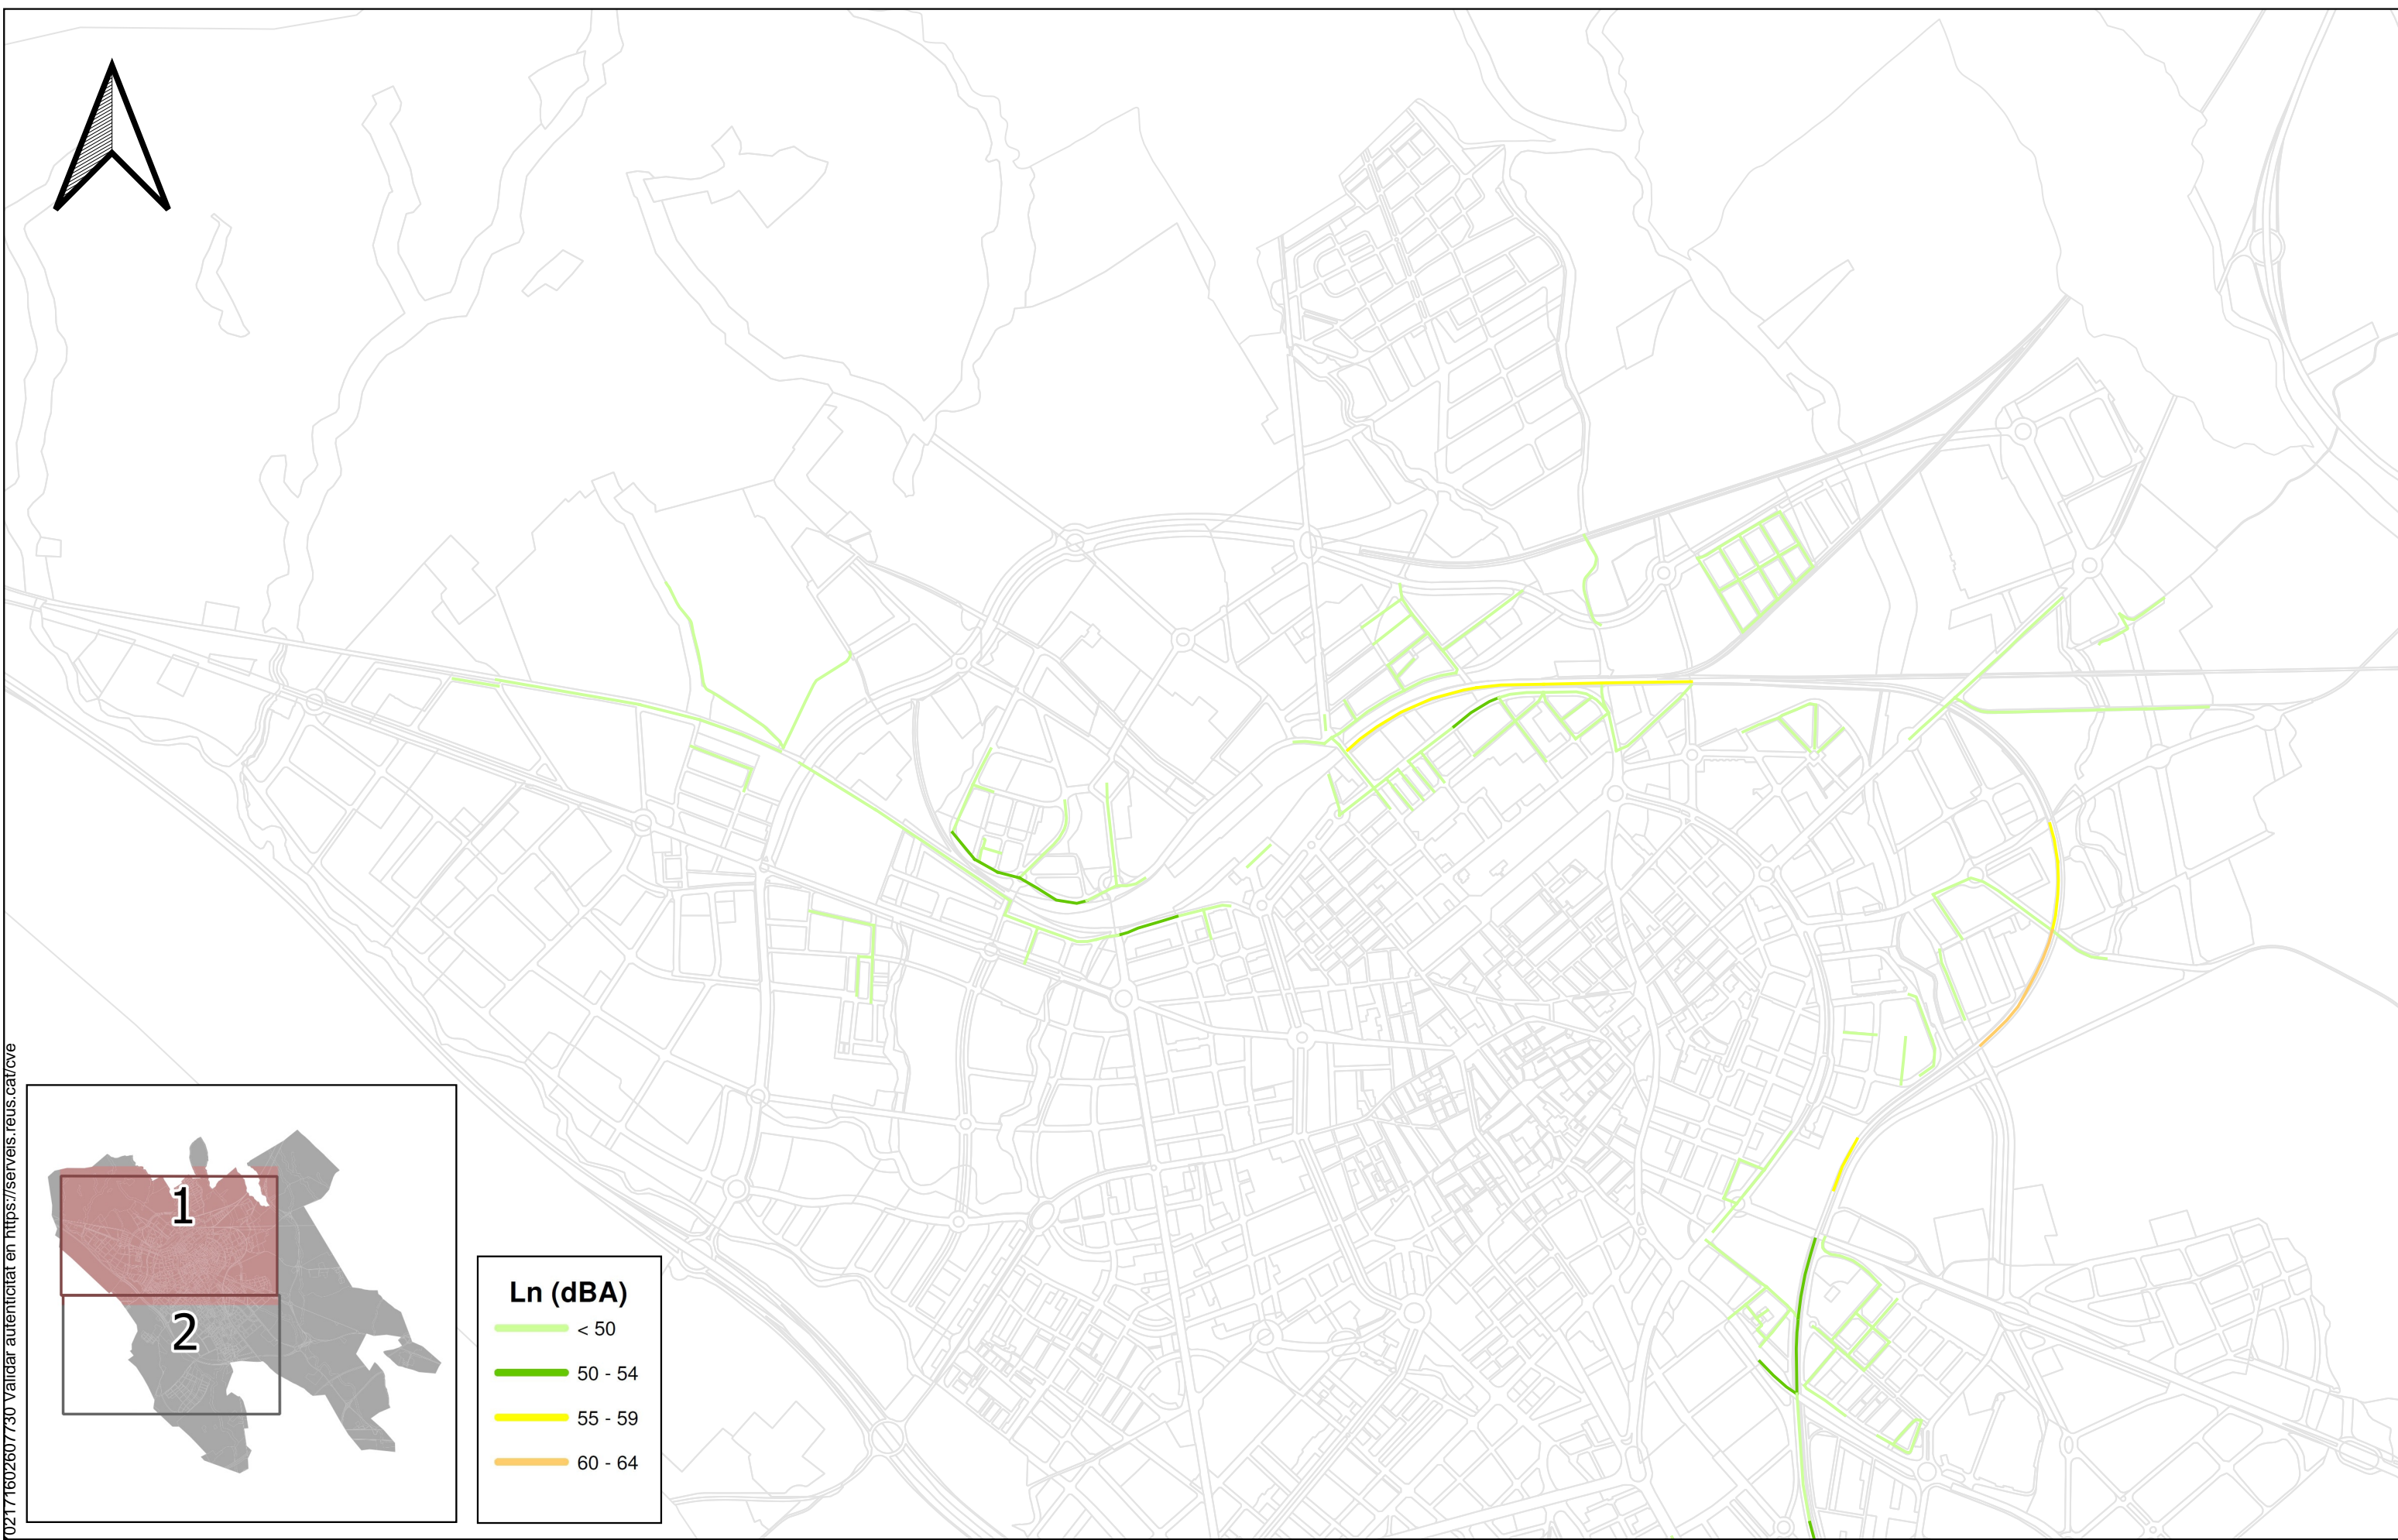 1
2
Ln (dBA)
< 50
50 - 54
55 - 59
60 - 64
02171602607730 Validar autenticitat en https://serveis.reus.cat/cve